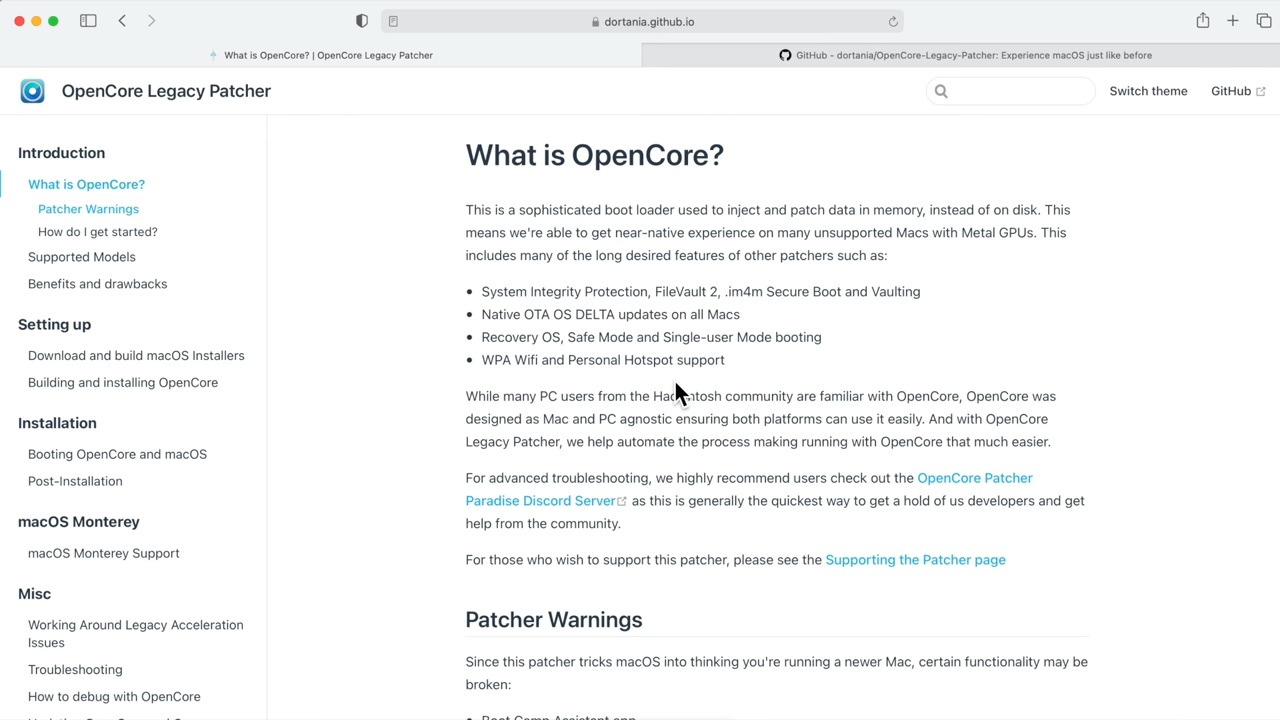 dortania.github.io
What is OpenCore? | OpenCore Legacy Patcher
GitHub - dortania/OpenCore-Legacy-Patcher: Experience macOS just like before
OpenCore Legacy Patcher
Switch theme
GitHub
Introduction
What is OpenCore?
Patcher Warnings
How do I get started?
Supported Models
Benefits and drawbacks
Setting up
Download and build macOS Installers
Building and installing OpenCore
Installation
Booting OpenCore and macOS
Post-Installation
macOS Monterey
macOS Monterey Support
Misc
Working Around Legacy Acceleration
Issues
Troubleshooting
How to debug with OpenCore
What is OpenCore?
This is a sophisticated boot loader used to inject and patch data in memory, instead of on disk. This
means we're able to get near-native experience on many unsupported Macs with Metal GPUs. This
includes many of the long desired features of other patchers such as:
• System Integrity Protection, FileVault 2, .im4m Secure Boot and Vaulting
• Native OTA OS DELTA updates on all Macs
• Recovery OS, Safe Mode and Single-user Mode booting
• WPA Wifi and Personal Hotspot support
While many PC users from the Hackintosh community are familiar with OpenCore, OpenCore was
designed as Mac and PC agnostic ensuring both platforms can use it easily. And with OpenCore
Legacy Patcher, we help automate the process making running with OpenCore that much easier.
For advanced troubleshooting, we highly recommend users check out the OpenCore Patcher
Paradise Discord Server as this is generally the quickest way to get a hold of us developers and get
help from the community.
For those who wish to support this patcher, please see the Supporting the Patcher page
Patcher Warnings
Since this patcher tricks macOS into thinking you're running a newer Mac, certain functionality may be
broken:
• Boot Camp Assistant app